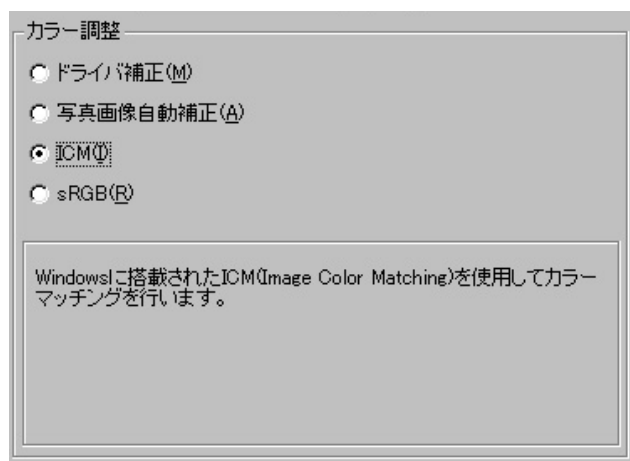 カラー調整
ドライバ補正(M)
写真画像自動補正(A)
ICM(I)
sRGB(R)
Windowsに搭載されたICM(Image Color Matching)を使用してカラー
マッチングを行います。